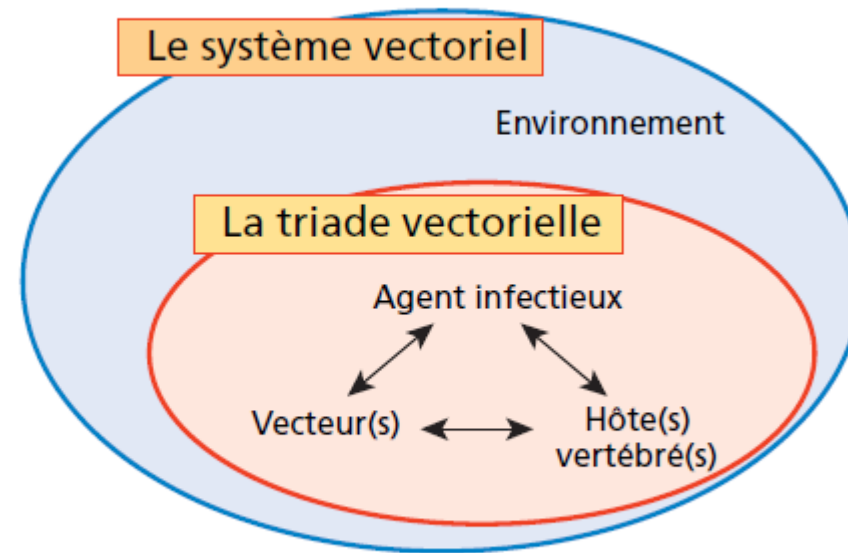 Le système vectoriel
Environnement
La triade vectorielle
Agent infectieux
Vecteur(s)
Hôte(s)
vertébré(s)